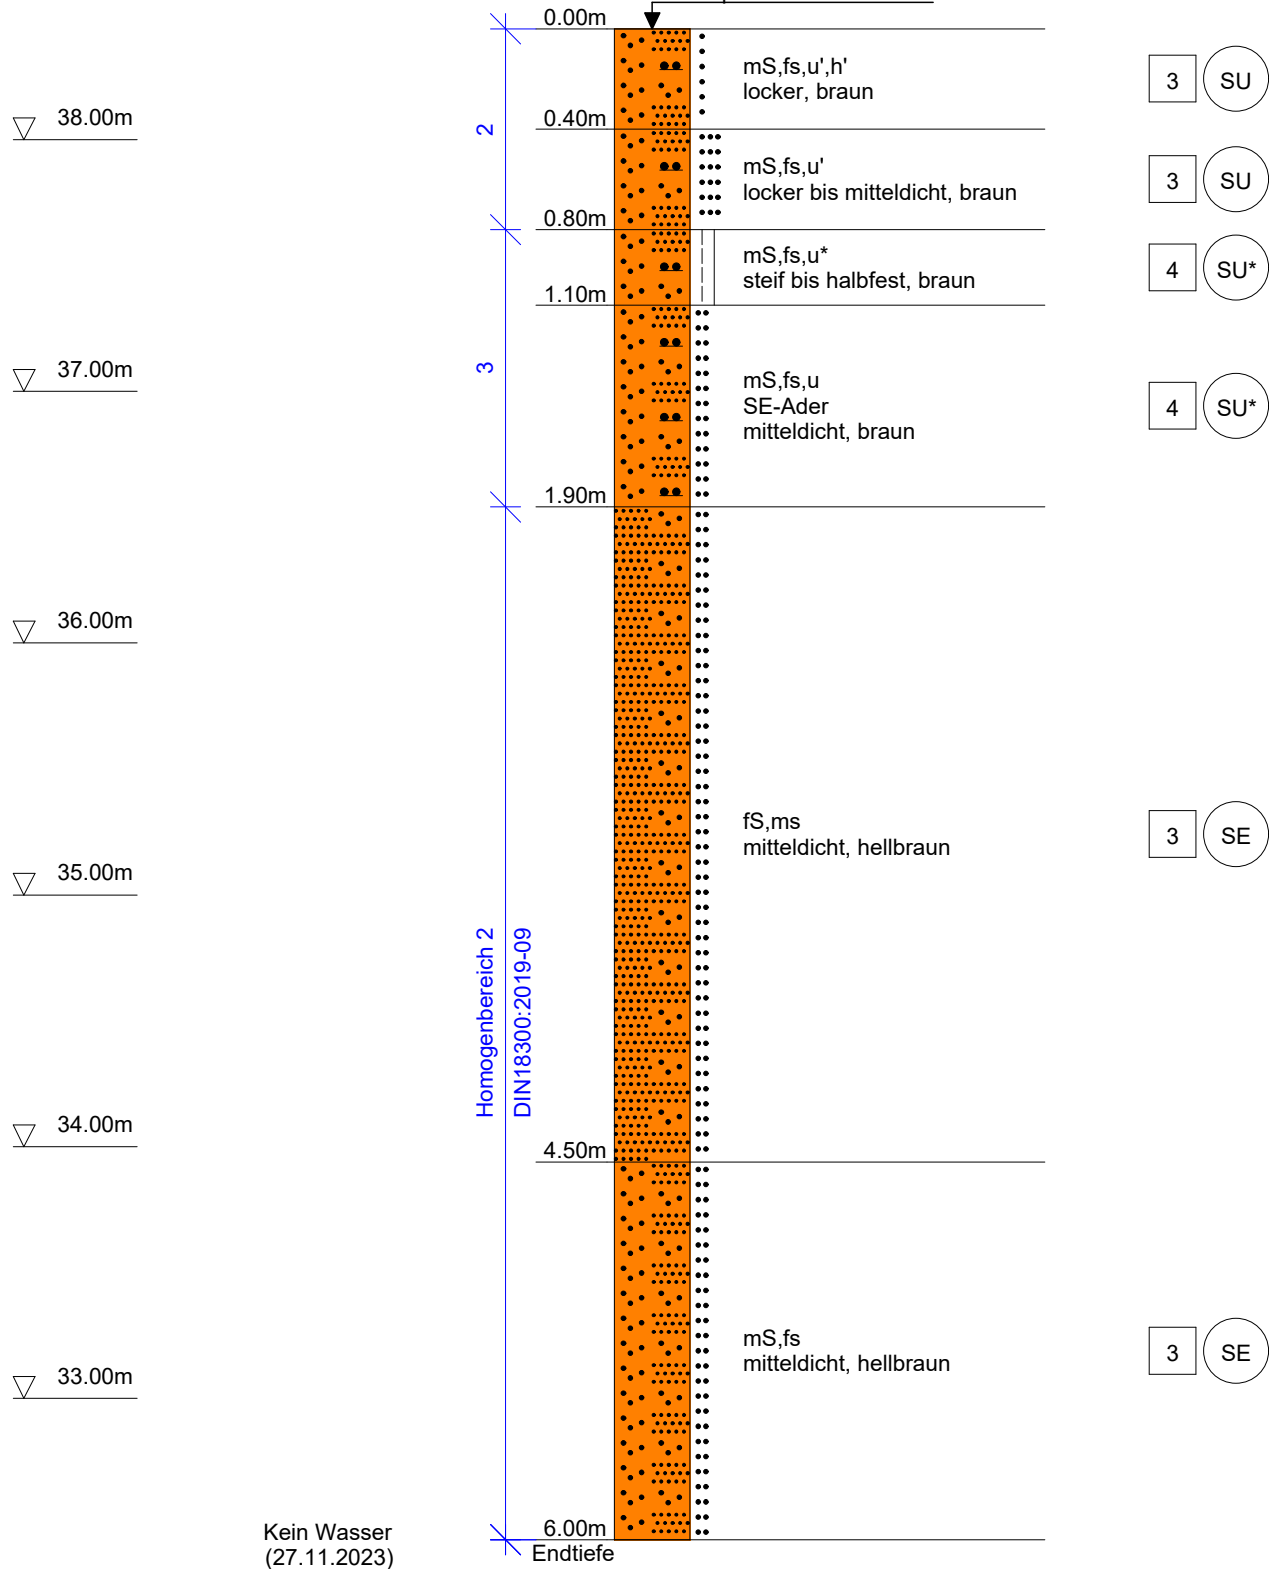 0.00m
mS,fs,u',h'
locker, braun
3 SU
38.00m
2
0.40m
mS,fs,u'
locker bis mitteldicht, braun
3 SU
0.80m
mS,fs,u*
steif bis halbfest, braun
4 SU*
1.10m
37.00m
3
mS,fs,u
SE-Ader
mitteldicht, braun
4 SU*
1.90m
36.00m
fS,ms
mitteldicht, hellbraun
3 SE
35.00m
Homogenbereich 2
DIN18300:2019-09
34.00m
4.50m
mS,fs
mitteldicht, hellbraun
3 SE
33.00m
6.00m
Endtiefe
Kein Wasser
(27.11.2023)